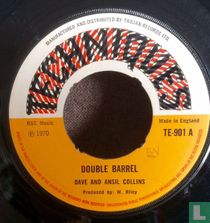 MANUFACTURED AND DISTRIBUTED BY TROJAN RECORDS LTD.
TECHNIQUES
B&C Music
Made in England
℗ 1970
TE-901 A
DOUBLE BARREL
DAVE AND ANSIL COLLINS
Produced by: W. Riley